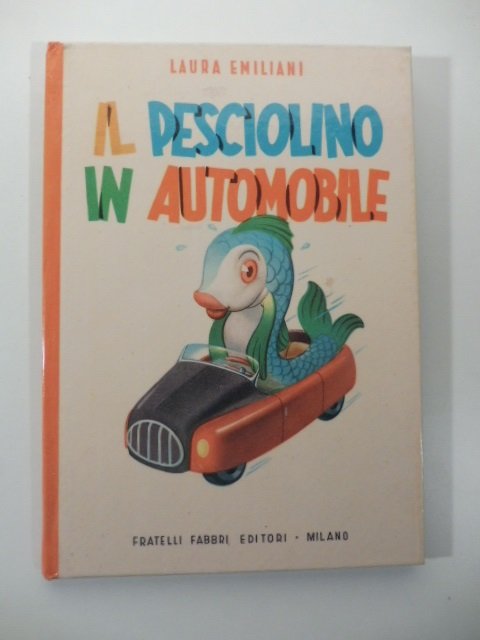 LAURA EMILIANI
IL PESCIOLINO
IN AUTOMOBILE
FRATELLI FABBRI EDITORI • MILANO